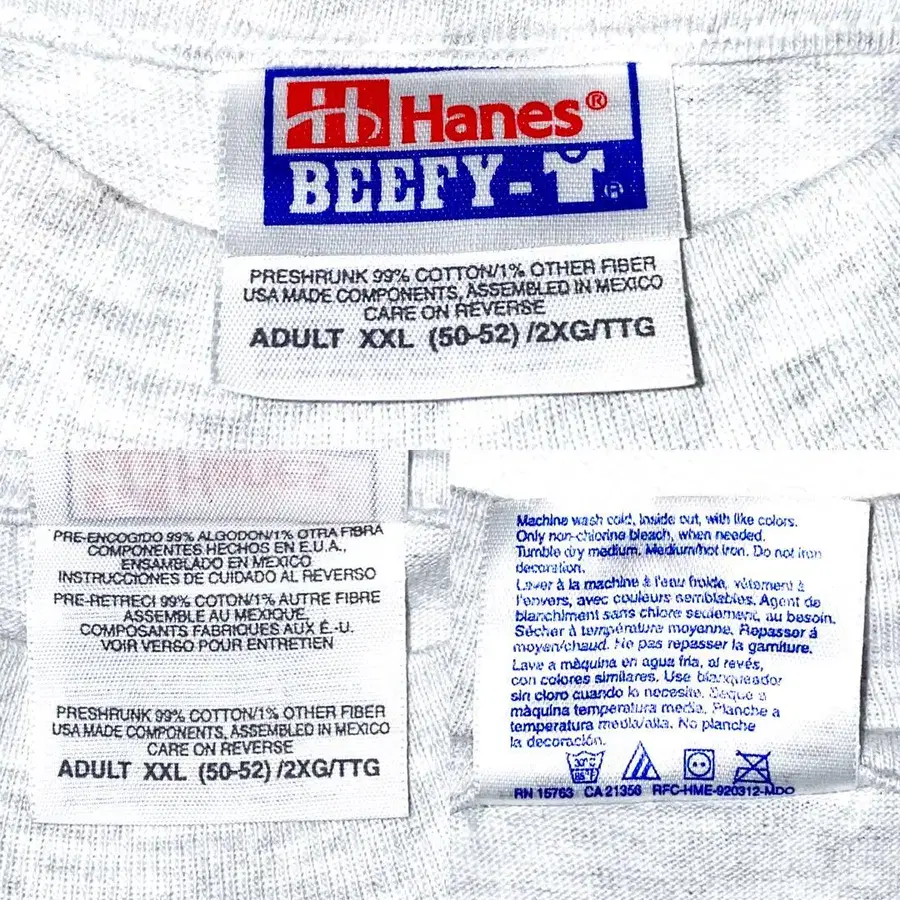 Hanes®
BEEFY-T®
PRESHRUNK 99% COTTON/1% OTHER FIBER
USA MADE COMPONENTS, ASSEMBLED IN MEXICO
CARE ON REVERSE
ADULT XXL (50-52) /2XG/TTG
PRE-ENCOGIDO 99% ALGODON/1% OTRA FIBRA
COMPONENTES HECHOS EN E.U.A.,
ENSAMBLADO EN MEXICO
INSTRUCCIONES DE CUIDADO AL REVERSO
PRE-RETRECI 99% COTON/1% AUTRE FIBRE
ASSEMBLE AU MEXIQUE.
COMPOSANTS FABRIQUES AUX É.-U.
VOIR VERSO POUR ENTRETIEN
PRESHRUNK 99% COTTON/1% OTHER FIBER
USA MADE COMPONENTS, ASSEMBLED IN MEXICO
CARE ON REVERSE
ADULT XXL (50-52) /2XG/TTG
Machine wash cold, inside out, with like colors.
Only non-chlorine bleach, when needed.
Tumble dry medium. Medium/hot iron. Do not iron
decoration.
Laver à la machine à l'eau froide, vêtement à
l'envers, avec couleurs semblables. Agent de
blanchiment sans chlore seulement, au besoin.
Sécher à température moyenne. Repasser à
moyen/chaud. Ne pas repasser la garniture.
Lave a màquina en agua fria, al revés,
con colores similares. Use blanqueador
sin cloro cuando lo necesite. Seque a
màquina temperatura media. Planche a
temperatura media/alta. No planche
la decoración.
30°C
85°F
RN 15763 CA 21356 RFC-HME-920312-MDO